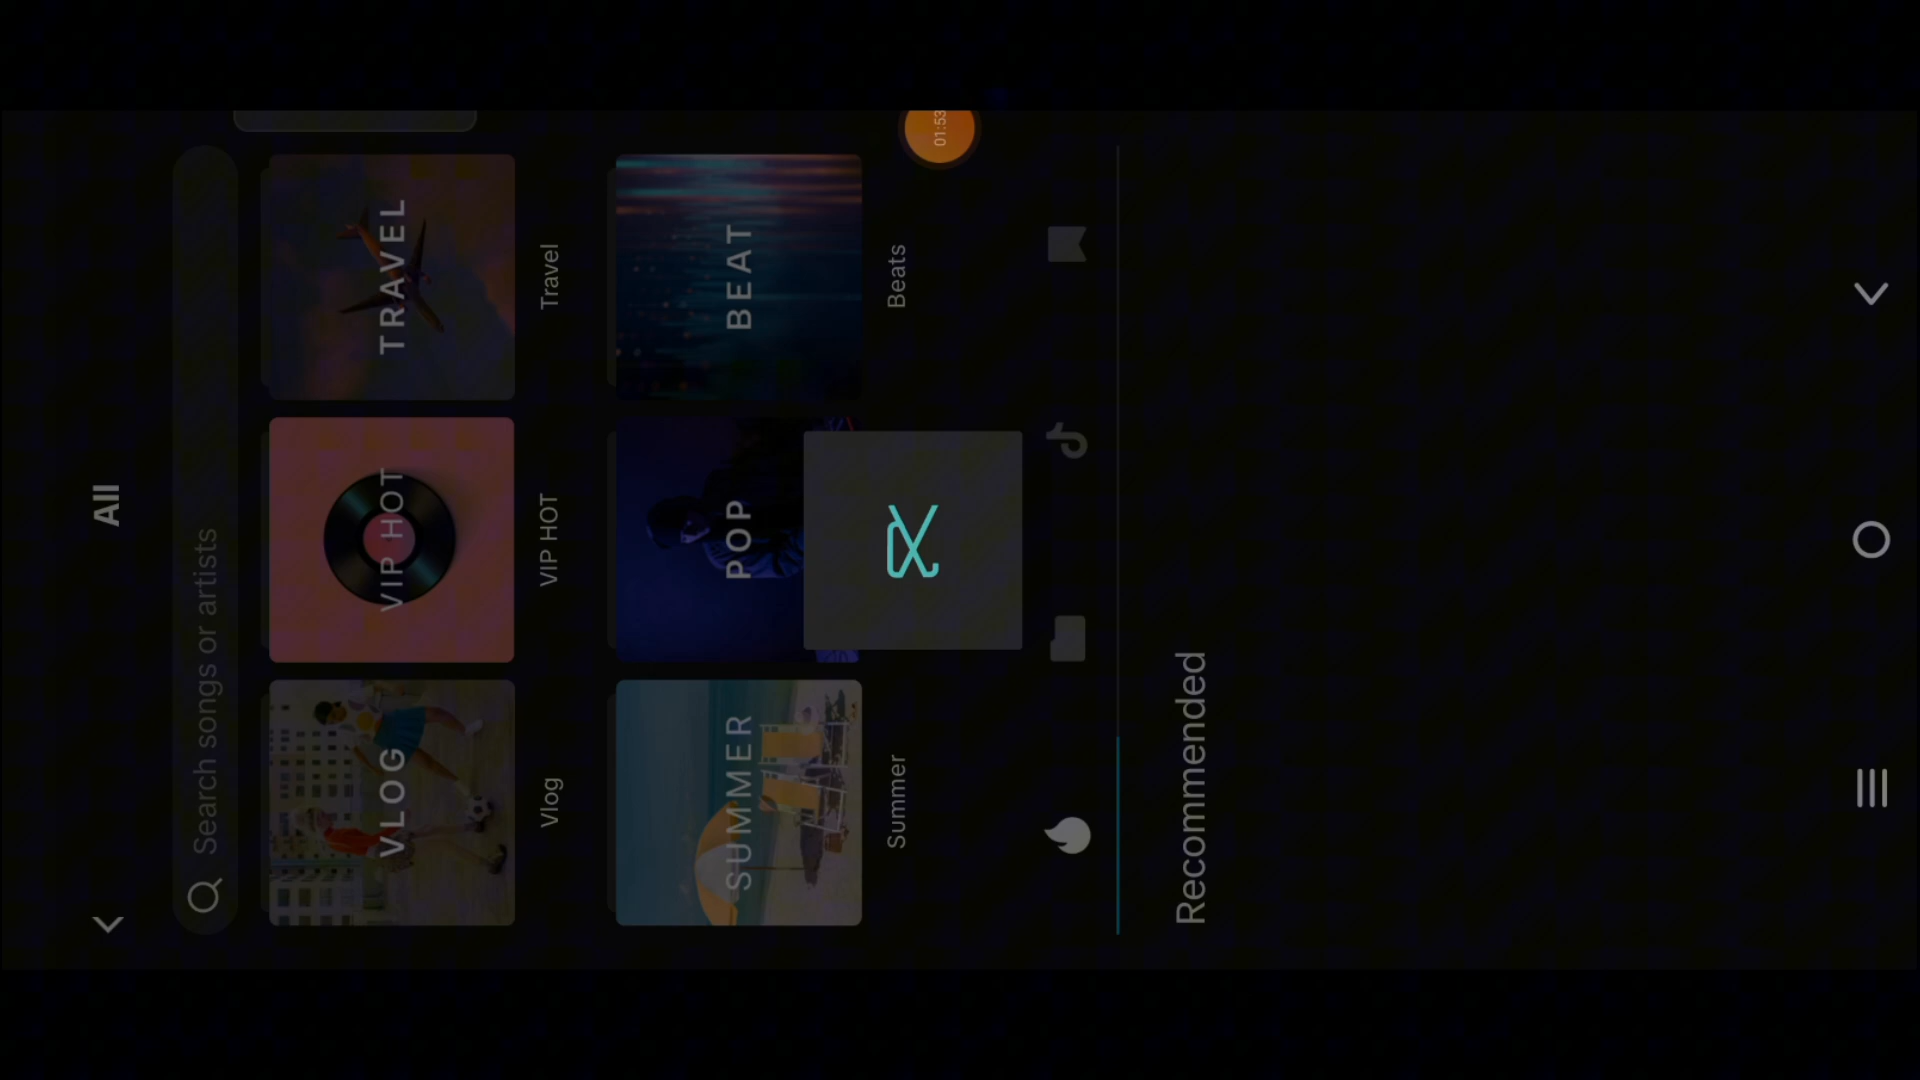 All
Search songs or artists
VLOG
VIP HOT
TRAVEL
Vlog
VIP HOT
Travel
SUMMER
POP
BEAT
Summer
Beats
01:53
Recommended